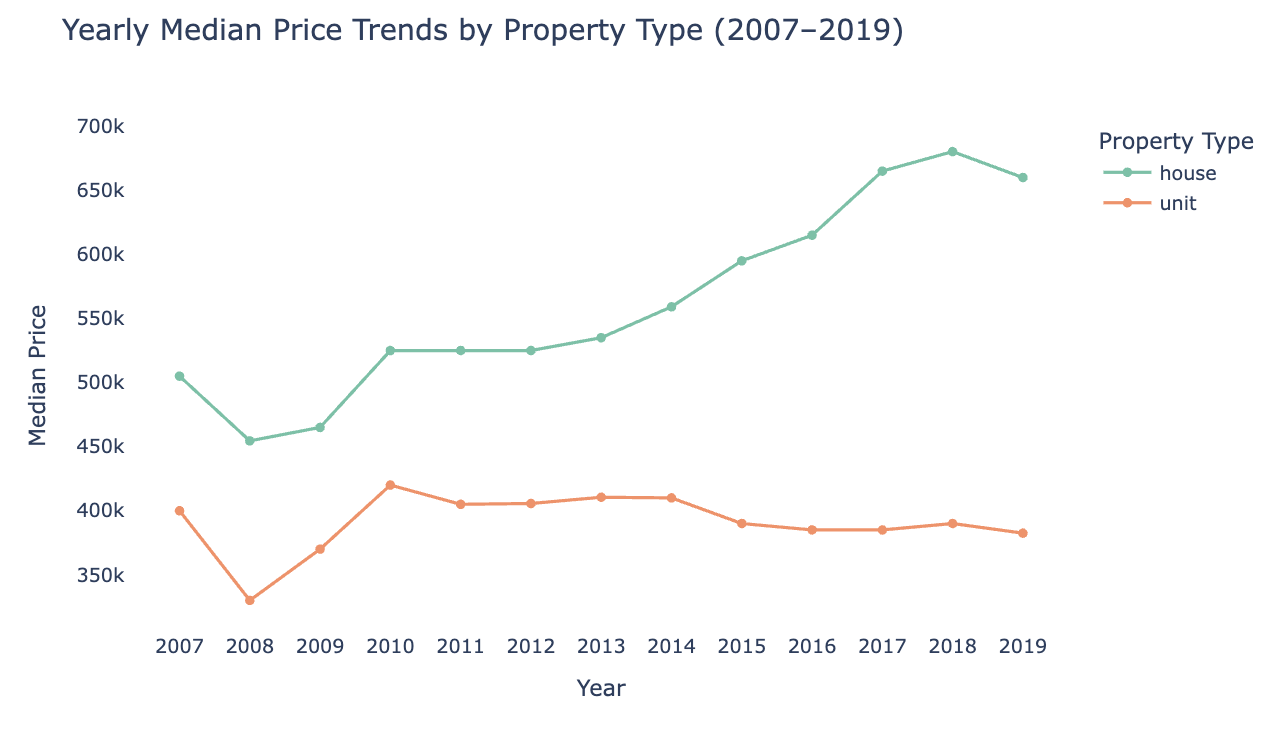 Yearly Median Price Trends by Property Type (2007–2019)
700k
650k
600k
550k
500k
450k
400k
350k
Median Price
2007 2008 2009 2010 2011 2012 2013 2014 2015 2016 2017 2018 2019
Year
Property Type
house
unit